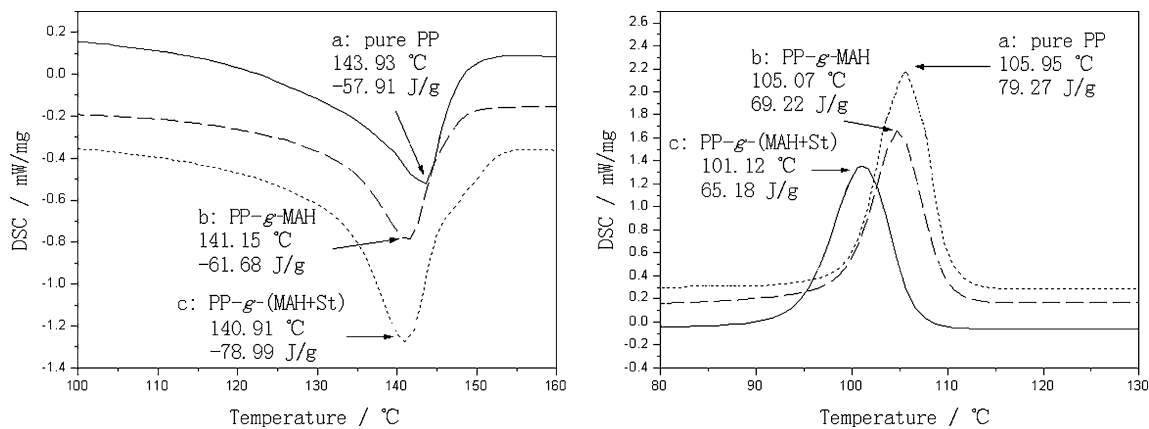 0.2
0.0
-0.2
-0.4
-0.6
-0.8
-1.0
-1.2
-1.4
DSC / mW/mg
a: pure PP
143.93 ℃
-57.91 J/g
b: PP-g-MAH
141.15 ℃
-61.68 J/g
c: PP-g-(MAH+St)
140.91 ℃
-78.99 J/g
100
110
120
130
140
150
160
Temperature / ℃
2.6
2.4
2.2
2.0
1.8
1.6
1.4
1.2
1.0
0.8
0.6
0.4
0.2
0.0
-0.2
-0.4
DSC / mW/mg
a: pure PP
105.95 ℃
79.27 J/g
b: PP-g-MAH
105.07 ℃
69.22 J/g
c: PP-g-(MAH+St)
101.12 ℃
65.18 J/g
80
90
100
110
120
130
Temperature / ℃